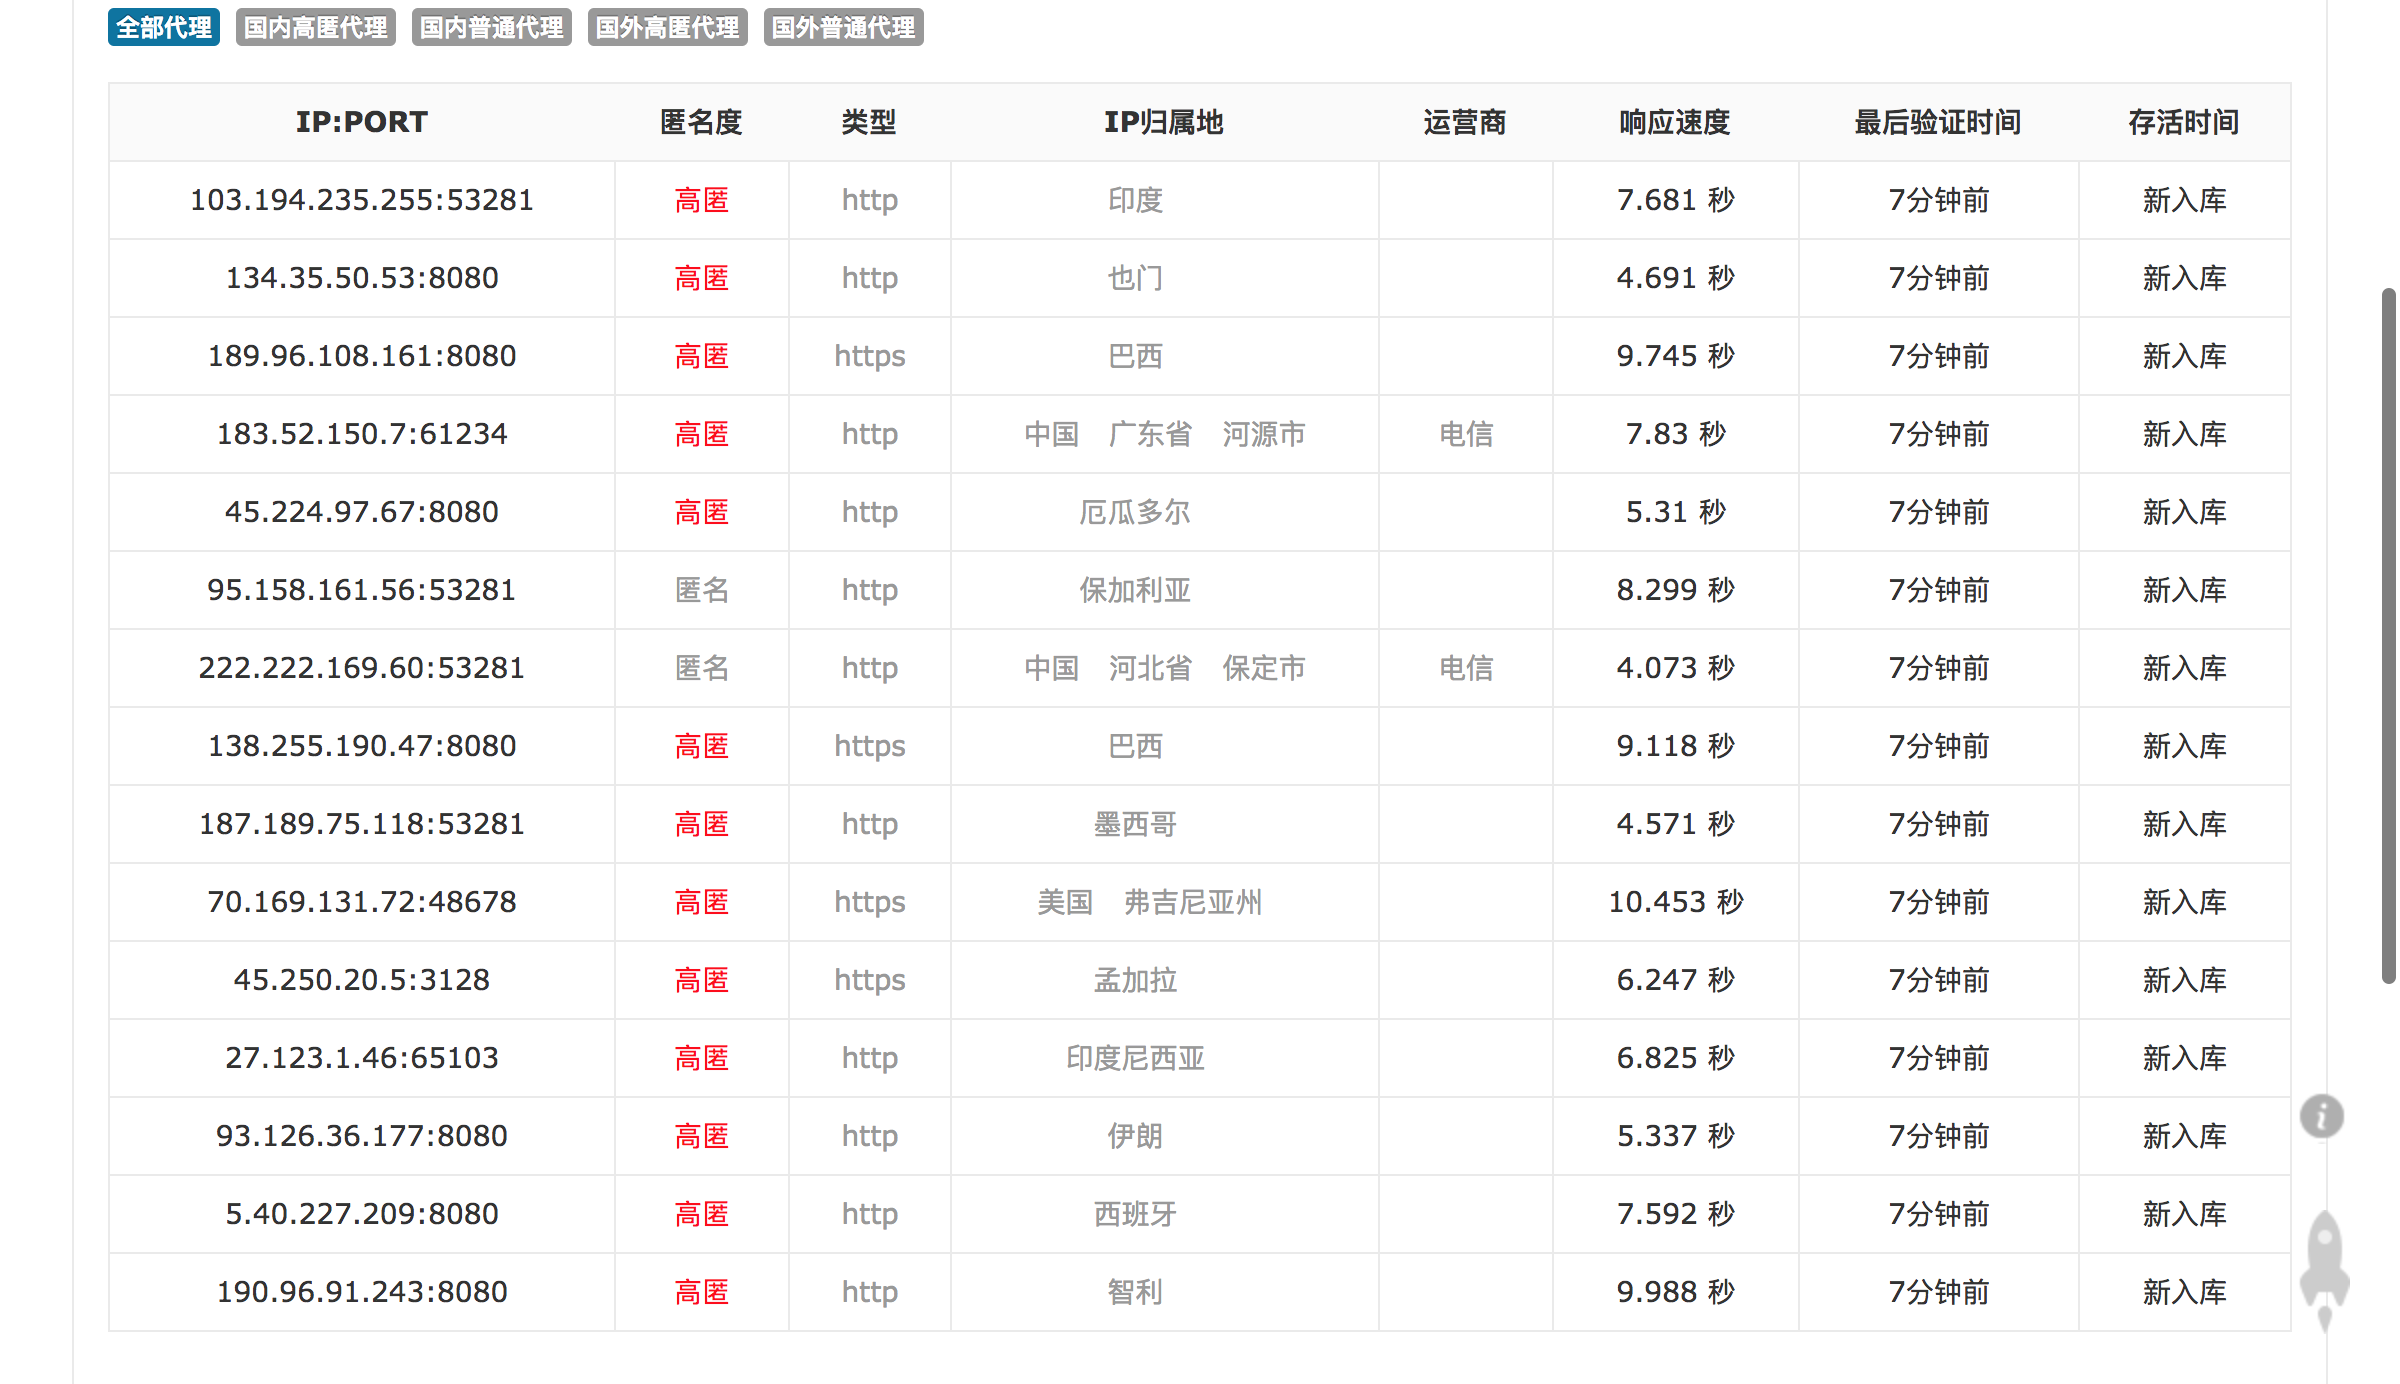 全部代理 国内高匿代理 国内普通代理 国外高匿代理 国外普通代理
IP:PORT 匿名度 类型 IP归属地 运营商 响应速度 最后验证时间 存活时间
103.194.235.255:53281 高匿 http 印度 7.681 秒 7分钟前 新入库
134.35.50.53:8080 高匿 http 也门 4.691 秒 7分钟前 新入库
189.96.108.161:8080 高匿 https 巴西 9.745 秒 7分钟前 新入库
183.52.150.7:61234 高匿 http 中国 广东省 河源市 电信 7.83 秒 7分钟前 新入库
45.224.97.67:8080 高匿 http 厄瓜多尔 5.31 秒 7分钟前 新入库
95.158.161.56:53281 匿名 http 保加利亚 8.299 秒 7分钟前 新入库
222.222.169.60:53281 匿名 http 中国 河北省 保定市 电信 4.073 秒 7分钟前 新入库
138.255.190.47:8080 高匿 https 巴西 9.118 秒 7分钟前 新入库
187.189.75.118:53281 高匿 http 墨西哥 4.571 秒 7分钟前 新入库
70.169.131.72:48678 高匿 https 美国 弗吉尼亚州 10.453 秒 7分钟前 新入库
45.250.20.5:3128 高匿 https 孟加拉 6.247 秒 7分钟前 新入库
27.123.1.46:65103 高匿 http 印度尼西亚 6.825 秒 7分钟前 新入库
93.126.36.177:8080 高匿 http 伊朗 5.337 秒 7分钟前 新入库
5.40.227.209:8080 高匿 http 西班牙 7.592 秒 7分钟前 新入库
190.96.91.243:8080 高匿 http 智利 9.988 秒 7分钟前 新入库